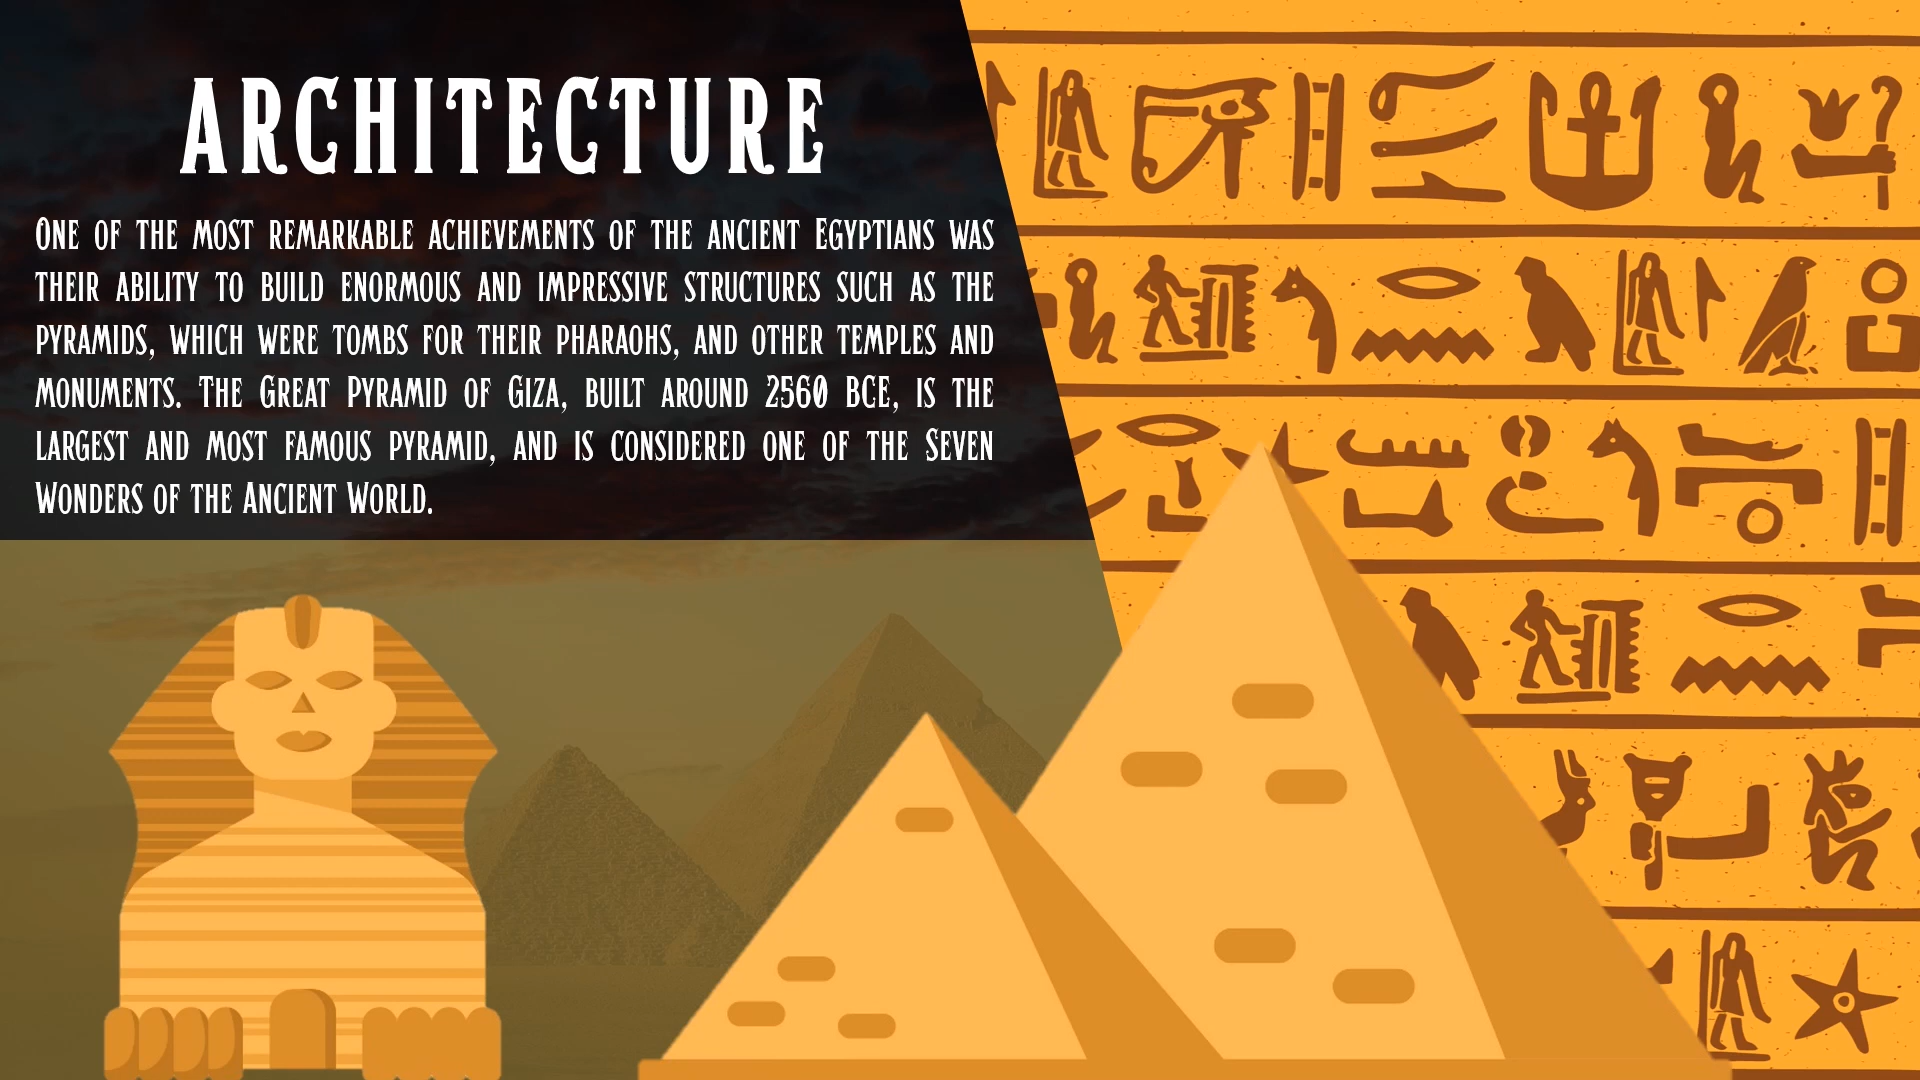 ARCHITECTURE
One of the most remarkable achievements of the ancient Egyptians was
their ability to build enormous and impressive structures such as the
pyramids, which were tombs for their pharaohs, and other temples and
monuments. The Great Pyramid of Giza, built around 2560 BCE, is the
largest and most famous pyramid, and is considered one of the Seven
Wonders of the Ancient World.